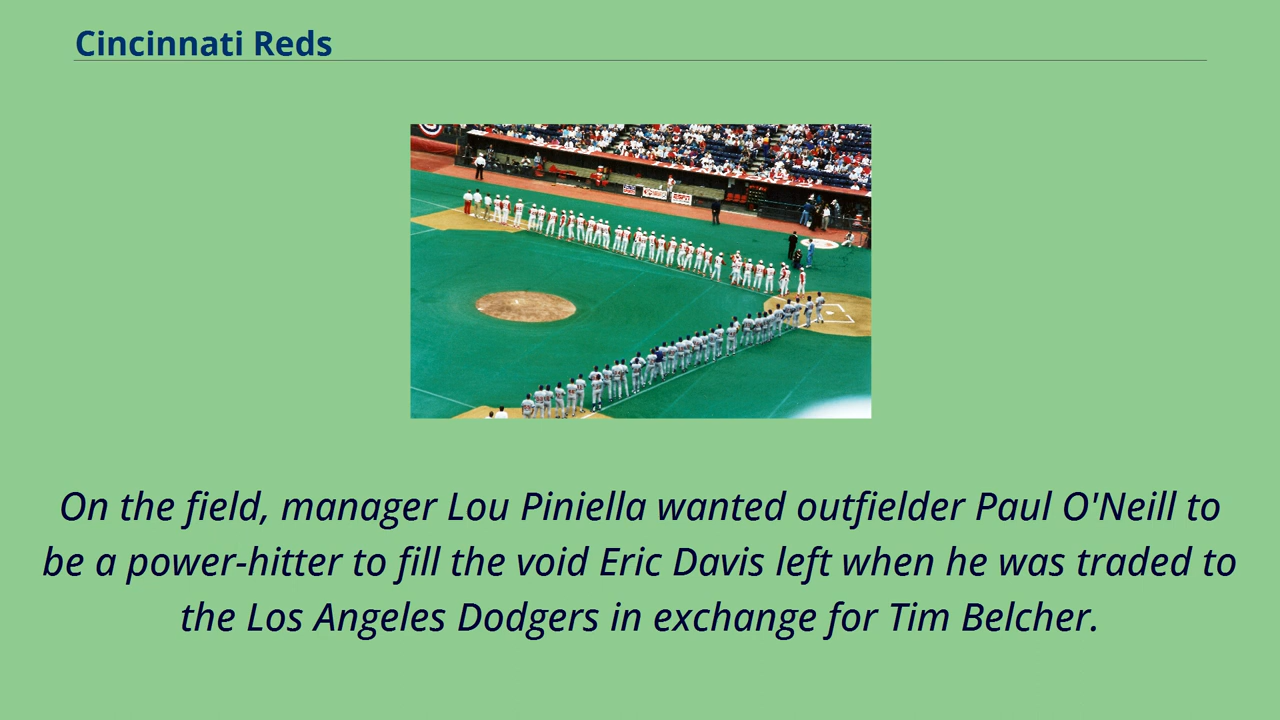 Cincinnati Reds
On the field, manager Lou Piniella wanted outfielder Paul O'Neill to
be a power-hitter to fill the void Eric Davis left when he was traded to
the Los Angeles Dodgers in exchange for Tim Belcher.